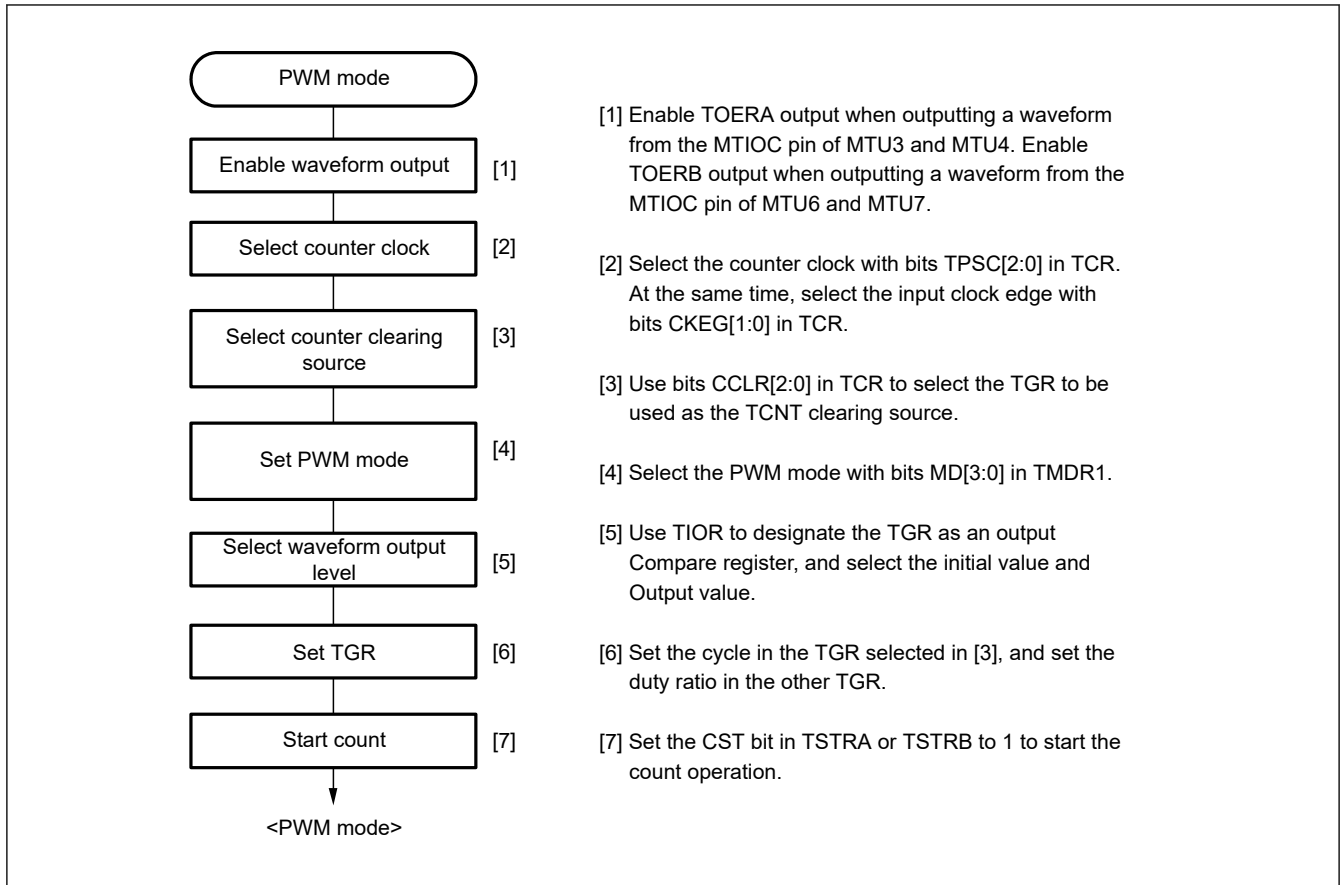 PWM mode
Enable waveform output [1]
Select counter clock [2]
Select counter clearing [3]
source
Set PWM mode [4]
Select waveform output
level [5]
Set TGR [6]
Start count [7]
<PWM mode>
[1] Enable TOERA output when outputting a waveform
from the MTIOC pin of MTU3 and MTU4. Enable
TOERB output when outputting a waveform from the
MTIOC pin of MTU6 and MTU7.
[2] Select the counter clock with bits TPSC[2:0] in TCR.
At the same time, select the input clock edge with
bits CKEG[1:0] in TCR.
[3] Use bits CCLR[2:0] in TCR to select the TGR to be
used as the TCNT clearing source.
[4] Select the PWM mode with bits MD[3:0] in TMDR1.
[5] Use TIOR to designate the TGR as an output
Compare register, and select the initial value and
Output value.
[6] Set the cycle in the TGR selected in [3], and set the
duty ratio in the other TGR.
[7] Set the CST bit in TSTRA or TSTRB to 1 to start the
count operation.